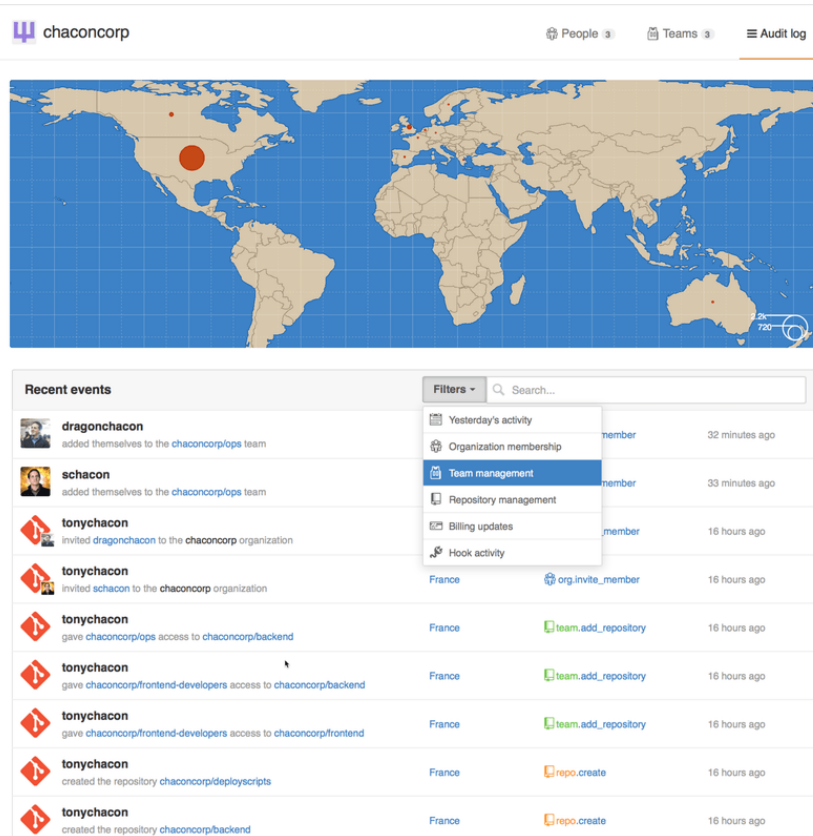 chaconcorp
People 3
Teams 3
Audit log
2.2k
720
Recent events
Filters
Search...
Yesterday's activity
Organization membership
Team management
Repository management
Billing updates
Hook activity
dragonchacon
added themselves to the chaconcorp/ops team
member
32 minutes ago
schacon
added themselves to the chaconcorp/ops team
member
33 minutes ago
tonychacon
invited dragonchacon to the chaconcorp organization
_member
16 hours ago
tonychacon
invited schacon to the chaconcorp organization
France
org.invite_member
16 hours ago
tonychacon
gave chaconcorp/ops access to chaconcorp/backend
France
team.add_repository
16 hours ago
tonychacon
gave chaconcorp/frontend-developers access to chaconcorp/backend
France
team.add_repository
16 hours ago
tonychacon
gave chaconcorp/frontend-developers access to chaconcorp/frontend
France
team.add_repository
16 hours ago
tonychacon
created the repository chaconcorp/deployscripts
France
repo.create
16 hours ago
tonychacon
created the repository chaconcorp/backend
France
repo.create
16 hours ago